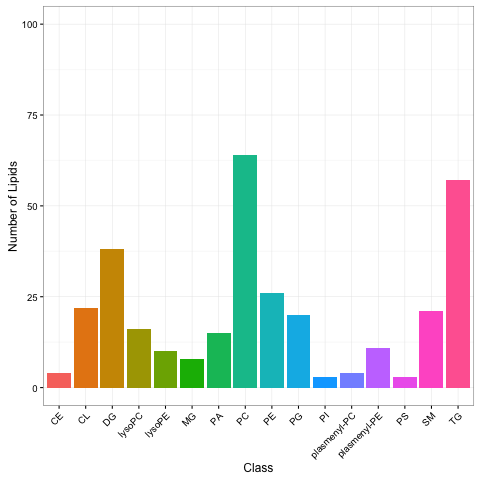 100
75
50
25
0
Number of Lipids
CE
CL
DG
lysoPC
lysoPE
MG
PA
PC
PE
PG
PI
plasmenyl-PC
plasmenyl-PE
PS
SM
TG
Class